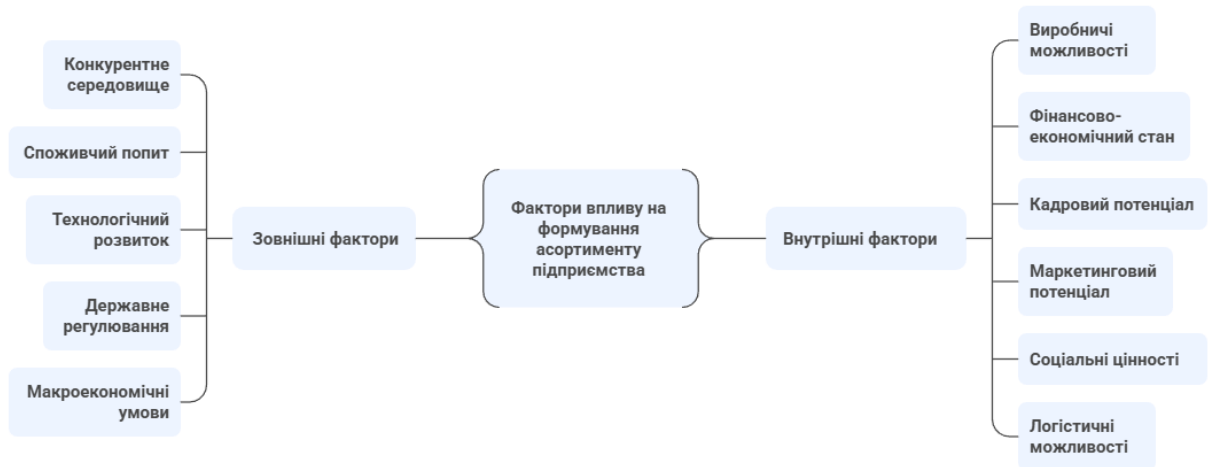 Конкурентне
середовище
Споживчий попит
Технологічний
розвиток
Державне
регулювання
Макроекономічні
умови
Зовнішні фактори
Фактори впливу на
формування
асортименту
підприємства
Внутрішні фактори
Виробничі
можливості
Фінансово-
економічний стан
Кадровий потенціал
Маркетинговий
потенціал
Соціальні цінності
Логістичні
можливості